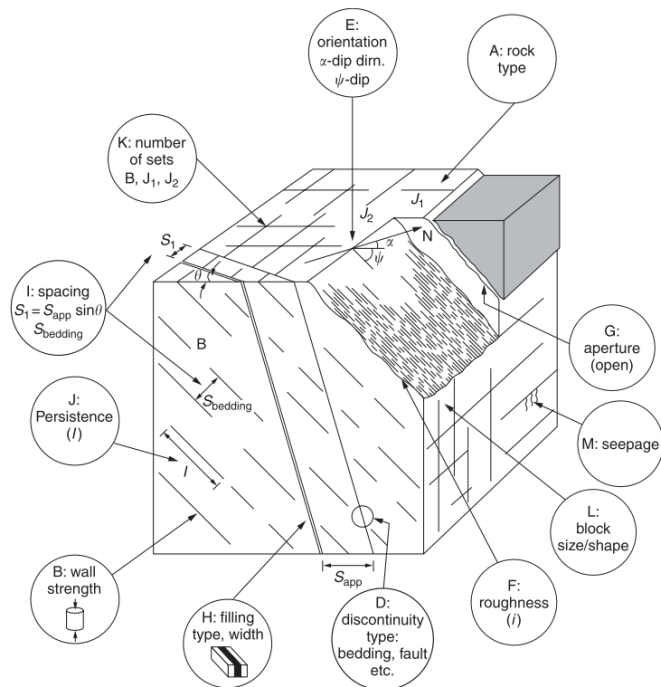 E:
orientation
α-dip dirn.
ψ-dip
A: rock
type
K: number
of sets
B, J₁, J₂
J₁
J₂
S₁
N
α
ψ
θ
I: spacing
S₁ = Sapp sinθ
Sbedding
B
G:
aperture
(open)
Sbedding
J:
Persistence
(l)
M: seepage
l
L:
block
size/shape
B: wall
strength
Sapp
F:
roughness
(i)
H: filling
type, width
D:
discontinuity
type:
bedding, fault
etc.